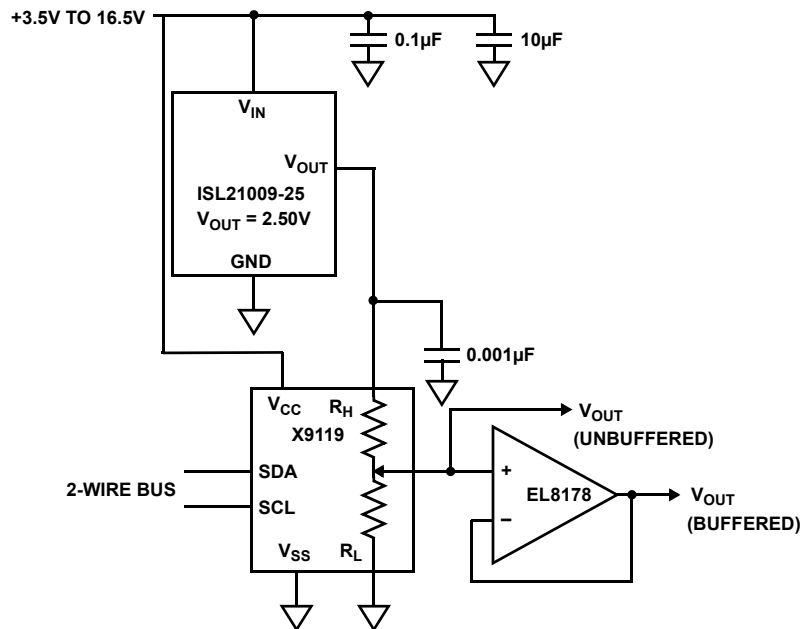 +3.5V TO 16.5V
0.1µF
10µF
VIN
VOUT
ISL21009-25
VOUT = 2.50V
GND
0.001µF
VCC
RH
X9119
VOUT
(UNBUFFERED)
2-WIRE BUS
SDA
SCL
+
EL8178
−
VOUT
(BUFFERED)
VSS
RL